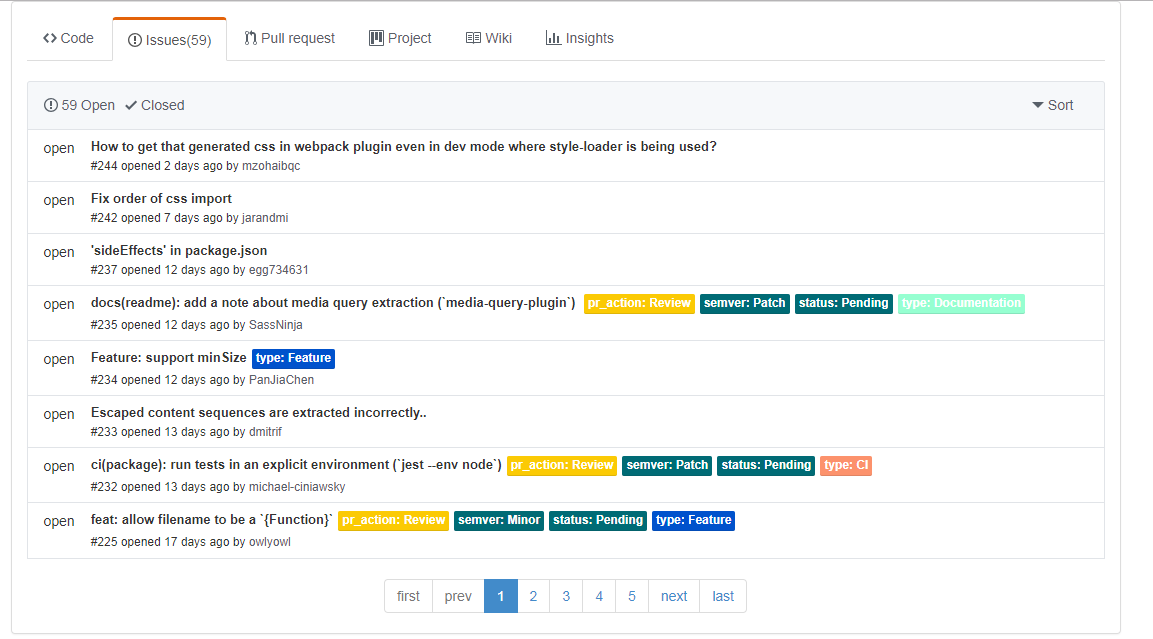 Code Issues(59) Pull request Project Wiki Insights
59 Open Closed Sort
open How to get that generated css in webpack plugin even in dev mode where style-loader is being used?
#244 opened 2 days ago by mzohaibqc
open Fix order of css import
#242 opened 7 days ago by jarandmi
open 'sideEffects' in package.json
#237 opened 12 days ago by egg734631
open docs(readme): add a note about media query extraction (`media-query-plugin`) pr_action: Review semver: Patch status: Pending type: Documentation
#235 opened 12 days ago by SassNinja
open Feature: support minSize type: Feature
#234 opened 12 days ago by PanJiaChen
open Escaped content sequences are extracted incorrectly..
#233 opened 13 days ago by dmitrif
open ci(package): run tests in an explicit environment (`jest --env node`) pr_action: Review semver: Patch status: Pending type: CI
#232 opened 13 days ago by michael-ciniawsky
open feat: allow filename to be a `{Function}` pr_action: Review semver: Minor status: Pending type: Feature
#225 opened 17 days ago by owlyowl
first prev 1 2 3 4 5 next last